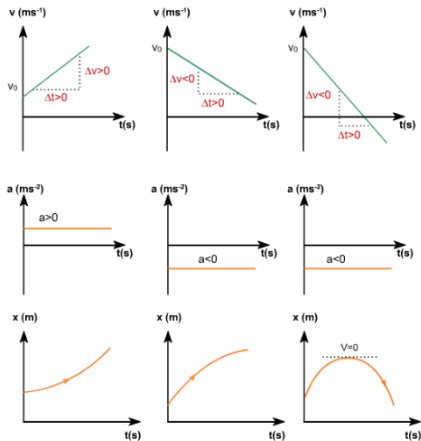 v (ms⁻¹)
v (ms⁻¹)
v (ms⁻¹)
v₀
Δv>0
Δt>0
t(s)
v₀
Δv<0
Δt>0
t(s)
v₀
Δv<0
Δt>0
t(s)
a (ms⁻²)
a (ms⁻²)
a (ms⁻²)
a>0
t(s)
a<0
t(s)
a<0
t(s)
x (m)
x (m)
x (m)
V=0
t(s)
t(s)
t(s)